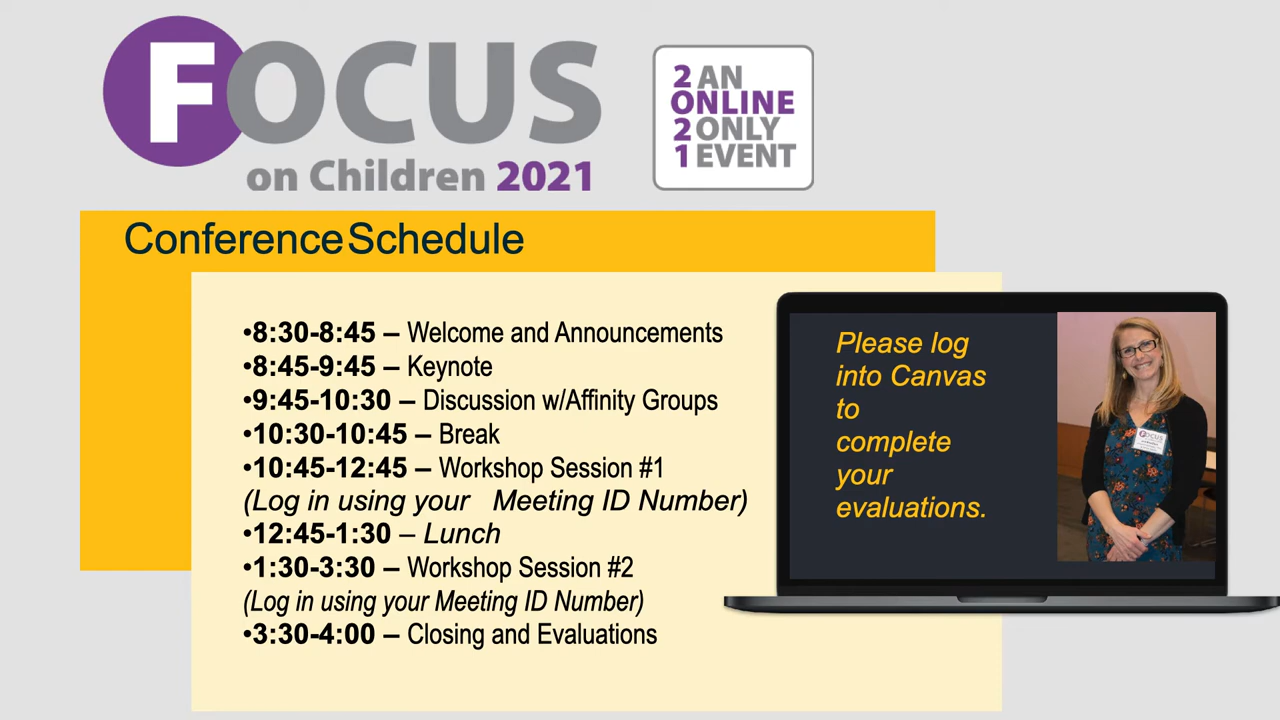 FOCUS
on Children 2021
2 AN
ONLINE
2 ONLY
1 EVENT
Conference Schedule
•8:30-8:45 – Welcome and Announcements
•8:45-9:45 – Keynote
•9:45-10:30 – Discussion w/Affinity Groups
•10:30-10:45 – Break
•10:45-12:45 – Workshop Session #1
(Log in using your Meeting ID Number)
•12:45-1:30 – Lunch
•1:30-3:30 – Workshop Session #2
(Log in using your Meeting ID Number)
•3:30-4:00 – Closing and Evaluations
Please log
into Canvas
to
complete
your
evaluations.
FOCUS